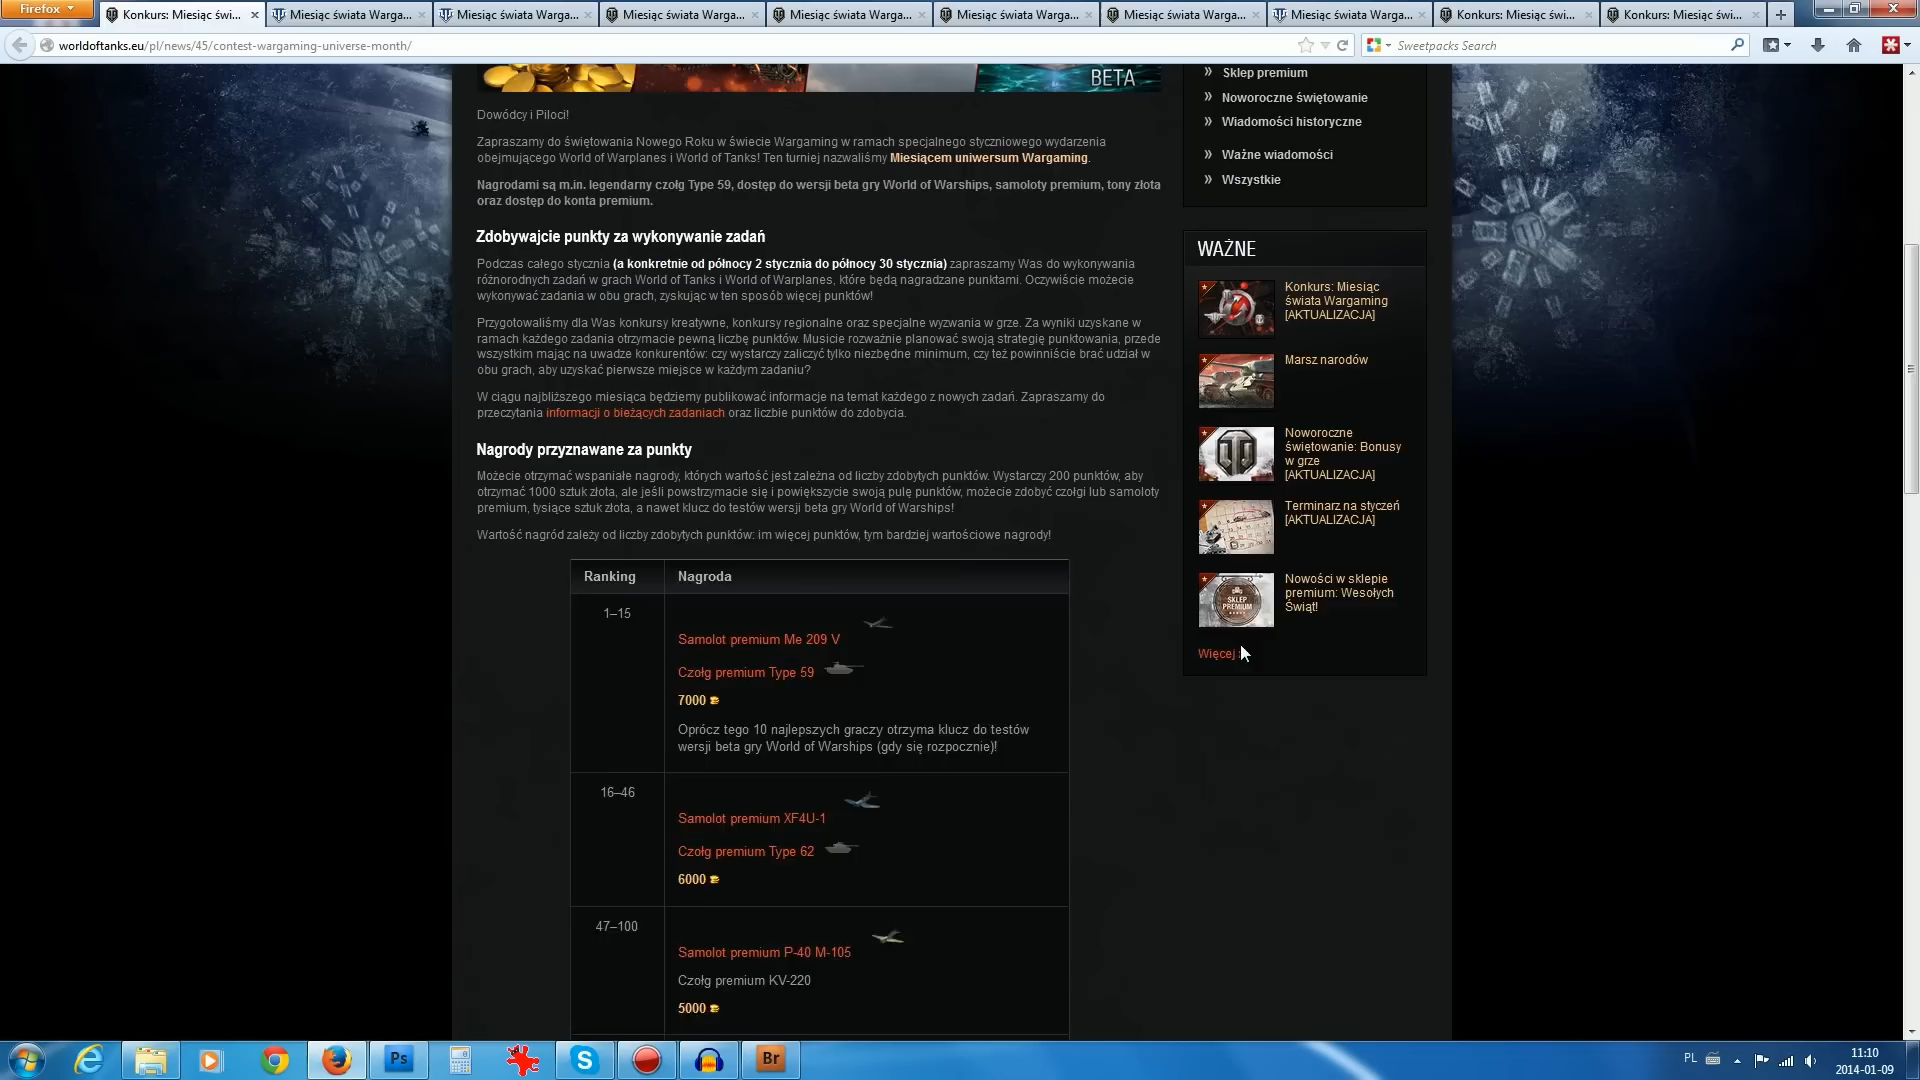 Firefox
Konkurs: Miesiąc świ...
Miesiąc świata Warga...
Miesiąc świata Warga...
Miesiąc świata Warga...
Miesiąc świata Warga...
Miesiąc świata Warga...
Miesiąc świata Warga...
Miesiąc świata Warga...
Konkurs: Miesiąc świ...
Konkurs: Miesiąc świ...
worldoftanks.eu/pl/news/45/contest-wargaming-universe-month/
Sweetpacks Search
BETA
Dowódcy i Piloci!
Zapraszamy do świętowania Nowego Roku w świecie Wargaming w ramach specjalnego styczniowego wydarzenia
obejmującego World of Warplanes i World of Tanks! Ten turniej nazwaliśmy Miesiącem uniwersum Wargaming.
Nagrodami są m.in. legendarny czołg Type 59, dostęp do wersji beta gry World of Warships, samoloty premium, tony złota
oraz dostęp do konta premium.
Zdobywajcie punkty za wykonywanie zadań
Podczas całego stycznia (a konkretnie od północy 2 stycznia do północy 30 stycznia) zapraszamy Was do wykonywania
różnorodnych zadań w grach World of Tanks i World of Warplanes, które będą nagradzane punktami. Oczywiście możecie
wykonywać zadania w obu grach, zyskując w ten sposób więcej punktów!
Przygotowaliśmy dla Was konkursy kreatywne, konkursy regionalne oraz specjalne wyzwania w grze. Za wyniki uzyskane w
ramach każdego zadania otrzymacie pewną liczbę punktów. Musicie rozważnie planować swoją strategię punktowania, przede
wszystkim mając na uwadze konkurentów: czy wystarczy zaliczyć tylko niezbędne minimum, czy też powinniście brać udział w
obu grach, aby uzyskać pierwsze miejsce w każdym zadaniu?
W ciągu najbliższego miesiąca będziemy publikować informacje na temat każdego z nowych zadań. Zapraszamy do
przeczytania informacji o bieżących zadaniach oraz liczbie punktów do zdobycia.
Nagrody przyznawane za punkty
Możecie otrzymać wspaniałe nagrody, których wartość jest zależna od liczby zdobytych punktów. Wystarczy 200 punktów, aby
otrzymać 1000 sztuk złota, ale jeśli powstrzymacie się i powiększycie swoją pulę punktów, możecie zdobyć czołgi lub samoloty
premium, tysiące sztuk złota, a nawet klucz do testów wersji beta gry World of Warships!
Wartość nagród zależy od liczby zdobytych punktów: im więcej punktów, tym bardziej wartościowe nagrody!
Ranking Nagroda
1–15
Samolot premium Me 209 V
Czołg premium Type 59
7000
Oprócz tego 10 najlepszych graczy otrzyma klucz do testów
wersji beta gry World of Warships (gdy się rozpocznie)!
16–46
Samolot premium XF4U-1
Czołg premium Type 62
6000
47–100
Samolot premium P-40 M-105
Czołg premium KV-220
5000
» Sklep premium
» Noworoczne świętowanie
» Wiadomości historyczne
» Ważne wiadomości
» Wszystkie
WAŻNE
Konkurs: Miesiąc
świata Wargaming
[AKTUALIZACJA]
Marsz narodów
Noworoczne
świętowanie: Bonusy
w grze
[AKTUALIZACJA]
Terminarz na styczeń
[AKTUALIZACJA]
SKLEP
PREMIUM
Nowości w sklepie
premium: Wesołych
Świąt!
Więcej
Ps
Br
PL
11:10
2014-01-09